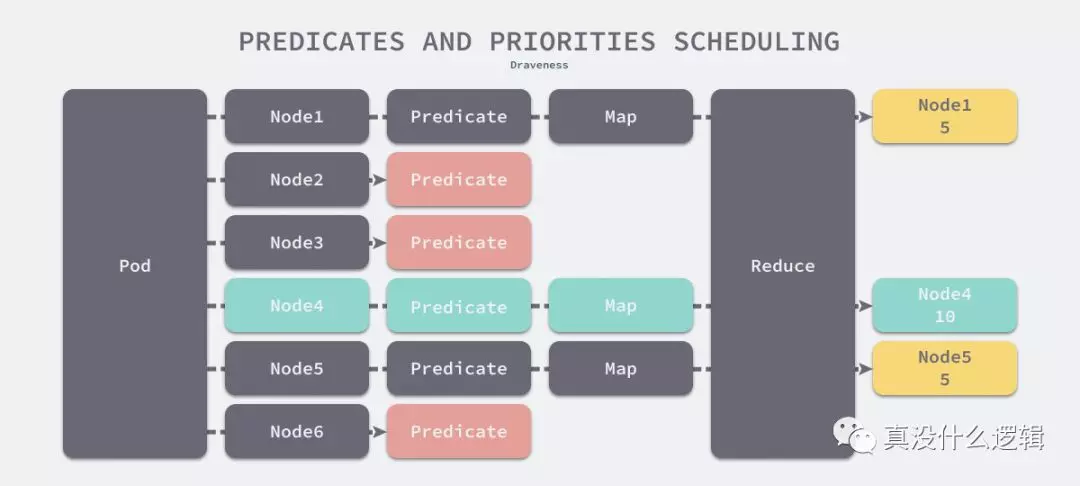 PREDICATES AND PRIORITIES SCHEDULING
Draveness
Pod
Node1
Predicate
Map
Node2
Predicate
Node3
Predicate
Node4
Predicate
Map
Node5
Predicate
Map
Node6
Predicate
Reduce
Node1
5
Node4
10
Node5
5
真没什么逻辑